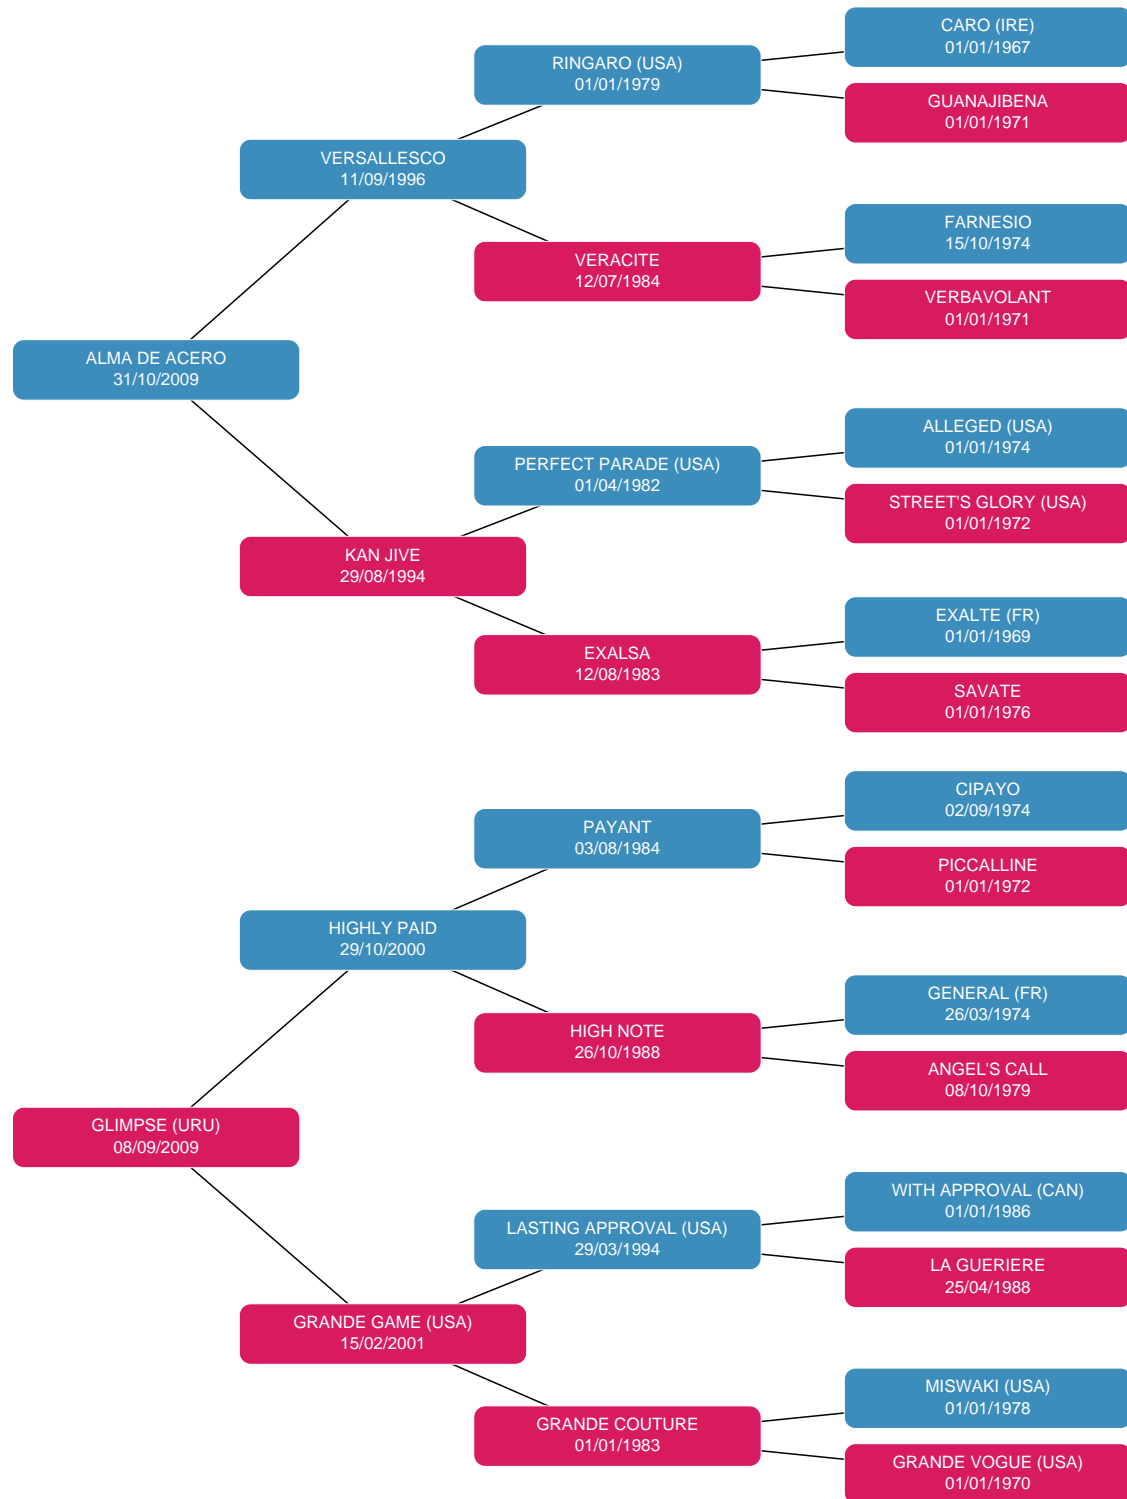 CARO (IRE)
01/01/1967
RINGARO (USA)
01/01/1979
GUANAJIBENA
01/01/1971
VERSALLESCO
11/09/1996
FARNESIO
15/10/1974
VERACITE
12/07/1984
VERBAVOLANT
01/01/1971
ALMA DE ACERO
31/10/2009
ALLEGED (USA)
01/01/1974
PERFECT PARADE (USA)
01/04/1982
STREET'S GLORY (USA)
01/01/1972
KAN JIVE
29/08/1994
EXALTE (FR)
01/01/1969
EXALSA
12/08/1983
SAVATE
01/01/1976
CIPAYO
02/09/1974
PAYANT
03/08/1984
PICCALLINE
01/01/1972
HIGHLY PAID
29/10/2000
GENERAL (FR)
26/03/1974
HIGH NOTE
26/10/1988
ANGEL'S CALL
08/10/1979
GLIMPSE (URU)
08/09/2009
WITH APPROVAL (CAN)
01/01/1986
LASTING APPROVAL (USA)
29/03/1994
LA GUERIERE
25/04/1988
GRANDE GAME (USA)
15/02/2001
MISWAKI (USA)
01/01/1978
GRANDE COUTURE
01/01/1983
GRANDE VOGUE (USA)
01/01/1970